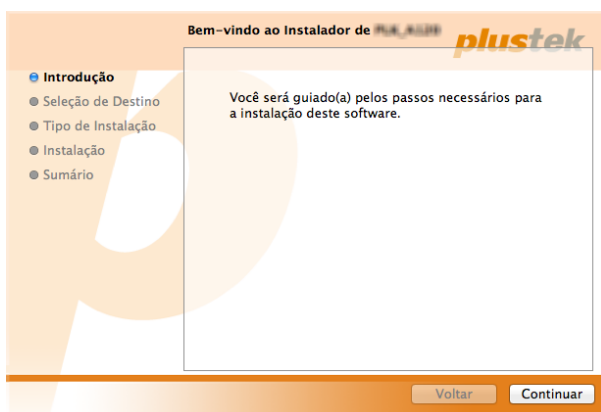 Bem-vindo ao Instalador de
plustek
Introdução
Seleção de Destino
Tipo de Instalação
Instalação
Sumário
Você será guiado(a) pelos passos necessários para
a instalação deste software.
Voltar
Continuar